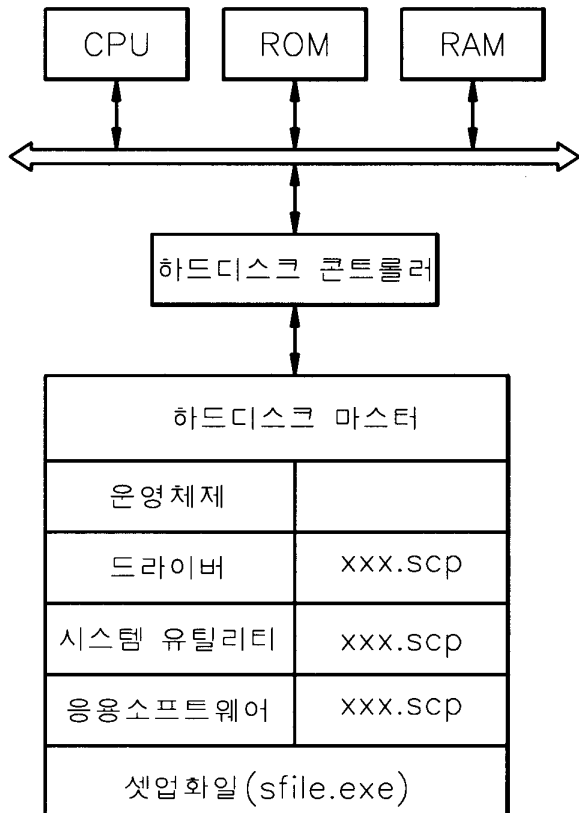 CPU ROM RAM
하드디스크 콘트롤러
하드디스크 마스터
운영체제
드라이버 xxx.scp
시스템 유틸리티 xxx.scp
응용소프트웨어 xxx.scp
셋업화일(sfile.exe)